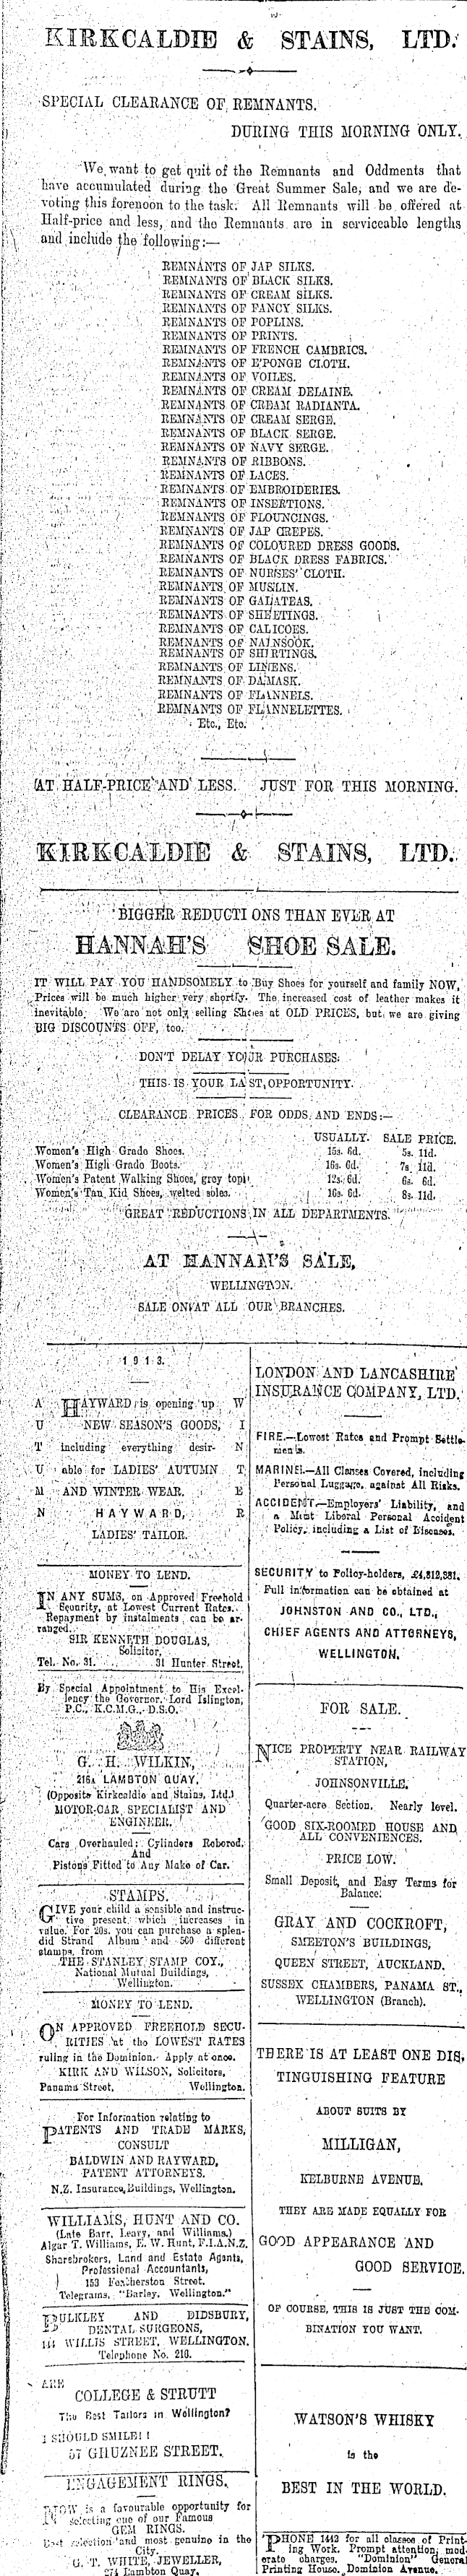 KIRKCALDIE & STAINS, LTD.
SPECIAL CLEARANCE OF REMNANTS.
DURING THIS MORNING ONLY.
We want to get quit of the Remnants and Oddments that
have accumulated during the Great Summer Sale, and we are de-
voting this forenoon to the task. All Remnants will be offered at
Half-price and less, and the Remnants are in serviceable lengths
and include the following:—
REMNANTS OF JAP SILKS.
REMNANTS OF BLACK SILKS.
REMNANTS OF CREAM SILKS.
REMNANTS OF FANCY SILKS.
REMNANTS OF POPLINS.
REMNANTS OF PRINTS.
REMNANTS OF FRENCH CAMBRICS.
REMNANTS OF E'PONGE CLOTH.
REMNANTS OF VOILES.
REMNANTS OF CREAM DELAINE.
REMNANTS OF CREAM RADIANTA.
REMNANTS OF CREAM SERGE.
REMNANTS OF BLACK SERGE.
REMNANTS OF NAVY SERGE.
REMNANTS OF RIBBONS.
REMNANTS OF LACES.
REMNANTS OF EMBROIDERIES.
REMNANTS OF INSERTIONS.
REMNANTS OF FLOUNCINGS.
REMNANTS OF JAP CREPES.
REMNANTS OF COLOURED DRESS GOODS.
REMNANTS OF BLACK DRESS FABRICS.
REMNANTS OF NURSES' CLOTH.
REMNANTS OF MUSLIN.
REMNANTS OF GALATEAS.
REMNANTS OF SHEETINGS.
REMNANTS OF CALICOES.
REMNANTS OF NAINSOOK.
REMNANTS OF SHIRTINGS.
REMNANTS OF LINENS.
REMNANTS OF DAMASK.
REMNANTS OF FLANNELS.
REMNANTS OF FLANNELETTES.
Etc., Etc.
AT HALF-PRICE AND LESS. JUST FOR THIS MORNING.
KIRKCALDIE & STAINS, LTD.
BIGGER REDUCTIONS THAN EVER AT
HANNAH'S SHOE SALE.
IT WILL PAY YOU HANDSOMELY to Buy Shoes for yourself and family NOW,
Prices will be much higher very shortly. The increased cost of leather makes it
inevitable. We are not only selling Shoes at OLD PRICES, but we are giving
BIG DISCOUNTS OFF, too.
DON'T DELAY YOUR PURCHASES.
THIS IS YOUR LAST OPPORTUNITY.
CLEARANCE PRICES FOR ODDS AND ENDS:—
USUALLY. SALE PRICE.
Women's High Grade Shoes. 15s. 6d. 5s. 11d.
Women's High Grade Boots. 16s. 6d. 7s. 11d.
Women's Patent Walking Shoes, grey tops 12s. 6d. 6s. 6d.
Women's Tan Kid Shoes, welted soles. 16s. 6d. 8s. 11d.
GREAT REDUCTIONS IN ALL DEPARTMENTS.
AT HANNAH'S SALE,
WELLINGTON.
SALE ON AT ALL OUR BRANCHES.
1913.
A HAYWARD is opening up W
U NEW SEASON'S GOODS, I
T including everything desir- N
U able for LADIES' AUTUMN T
M AND WINTER WEAR. E
N HAYWARD, R
LADIES' TAILOR.
MONEY TO LEND.
IN ANY SUMS, on Approved Freehold
Security, at Lowest Current Rates.
Repayment by instalments can be ar-
ranged.
SIR KENNETH DOUGLAS,
Solicitor,
Tel. No. 31. 31 Hunter Street.
By Special Appointment to His Excel-
lency the Governor, Lord Islington,
P.C., K.C.M.G., D.S.O.
G. H. WILKIN,
216A LAMBTON QUAY,
(Opposite Kirkcaldie and Stains, Ltd.)
MOTOR-CAR SPECIALIST AND
ENGINEER.
Cars Overhauled: Cylinders Rebored.
And
Pistons Fitted to Any Make of Car.
STAMPS.
GIVE your child a sensible and instruc-
tive present which increases in
value. For 20s. you can purchase a splen-
did Strand Album and 500 different
stamps, from
THE STANLEY STAMP COY.,
National Mutual Buildings,
Wellington.
MONEY TO LEND.
ON APPROVED FREEHOLD SECU-
RITIES at the LOWEST RATES
ruling in the Dominion. Apply at once.
KIRK AND WILSON, Solicitors,
Panama Street, Wellington.
For Information relating to
PATENTS AND TRADE MARKS,
CONSULT
BALDWIN AND RAYWARD,
PATENT ATTORNEYS.
N.Z. Insurance Buildings, Wellington.
WILLIAMS, HUNT AND CO.
(Late Barr, Leary, and Williams.)
Algar T. Williams, E. W. Hunt, F.I.A.N.Z.
Sharebrokers, Land and Estate Agents,
Professional Accountants,
153 Featherston Street.
Telegrams, "Barley, Wellington."
BULKLEY AND DIDSBURY,
DENTAL SURGEONS,
144 WILLIS STREET, WELLINGTON.
Telephone No. 216.
ARE
COLLEGE & STRUTT
The Best Tailors in Wellington?
I SHOULD SMILE!!
57 GHUZNEE STREET.
ENGAGEMENT RINGS.
NOW is a favourable opportunity for
selecting one of our Famous
GEM RINGS.
Best selection and most genuine in the
City.
G. T. WHITE, JEWELLER,
274 Lambton Quay.
LONDON AND LANCASHIRE
INSURANCE COMPANY, LTD.
FIRE.—Lowest Rates and Prompt Settle-
ments.
MARINE.—All Classes Covered, including
Personal Luggage, against All Risks.
ACCIDENT.—Employers' Liability, and
a Most Liberal Personal Accident
Policy, including a List of Diseases.
SECURITY to Policy-holders, £4,812,381.
Full information can be obtained at
JOHNSTON AND CO., LTD.,
CHIEF AGENTS AND ATTORNEYS,
WELLINGTON.
FOR SALE.
NICE PROPERTY NEAR RAILWAY
STATION,
JOHNSONVILLE.
Quarter-acre Section. Nearly level.
GOOD SIX-ROOMED HOUSE AND
ALL CONVENIENCES.
PRICE LOW.
Small Deposit, and Easy Terms for
Balance.
GRAY AND COCKROFT,
SMEETON'S BUILDINGS,
QUEEN STREET, AUCKLAND.
SUSSEX CHAMBERS, PANAMA ST.,
WELLINGTON (Branch).
THERE IS AT LEAST ONE DIS-
TINGUISHING FEATURE
ABOUT SUITS BY
MILLIGAN,
KELBURNE AVENUE.
THEY ARE MADE EQUALLY FOR
GOOD APPEARANCE AND
GOOD SERVICE.
OF COURSE, THIS IS JUST THE COM-
BINATION YOU WANT.
WATSON'S WHISKY
is the
BEST IN THE WORLD.
PHONE 1442 for all classes of Print-
ing Work. Prompt attention; mod-
erate charges. "Dominion" General
Printing House, Dominion Avenue.